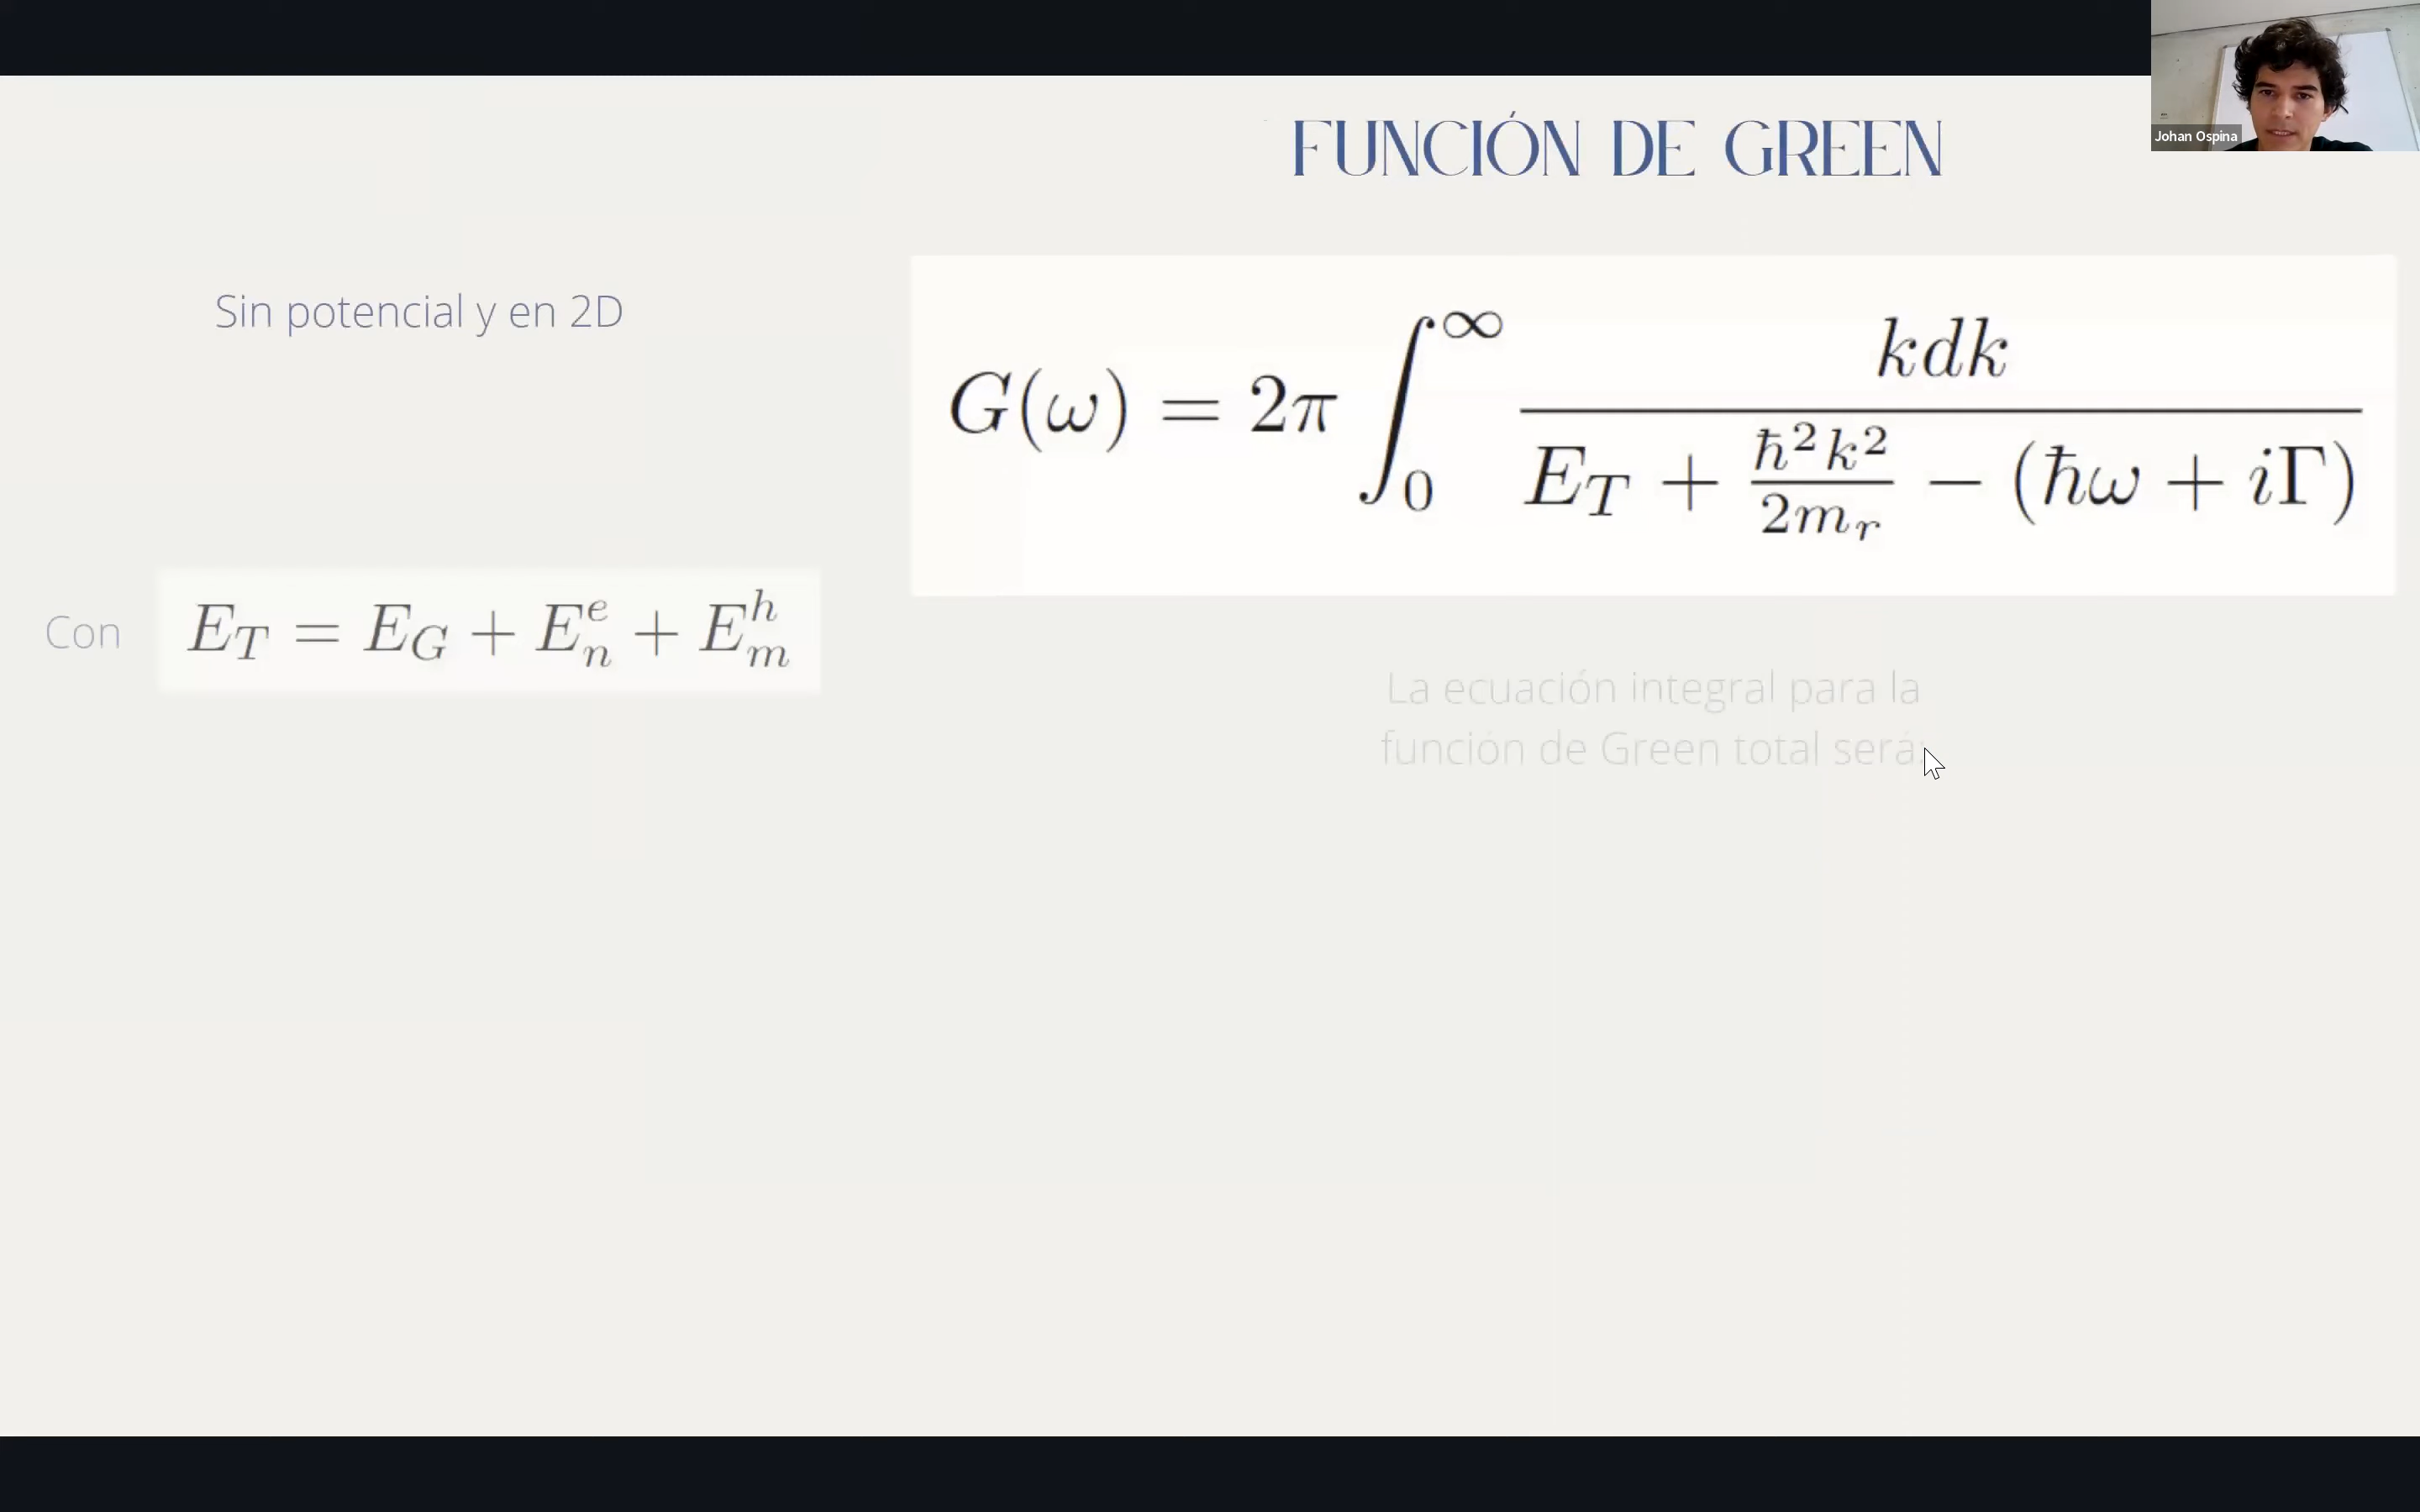 Johan Ospina
FUNCIÓN DE GREEN
Sin potencial y en 2D
G(ω) = 2π ∫₀^∞ kdk / (E_T + ħ²k²/2m_r − (ħω + iΓ))
Con E_T = E_G + E_n^e + E_m^h
La ecuación integral para la
función de Green total será: